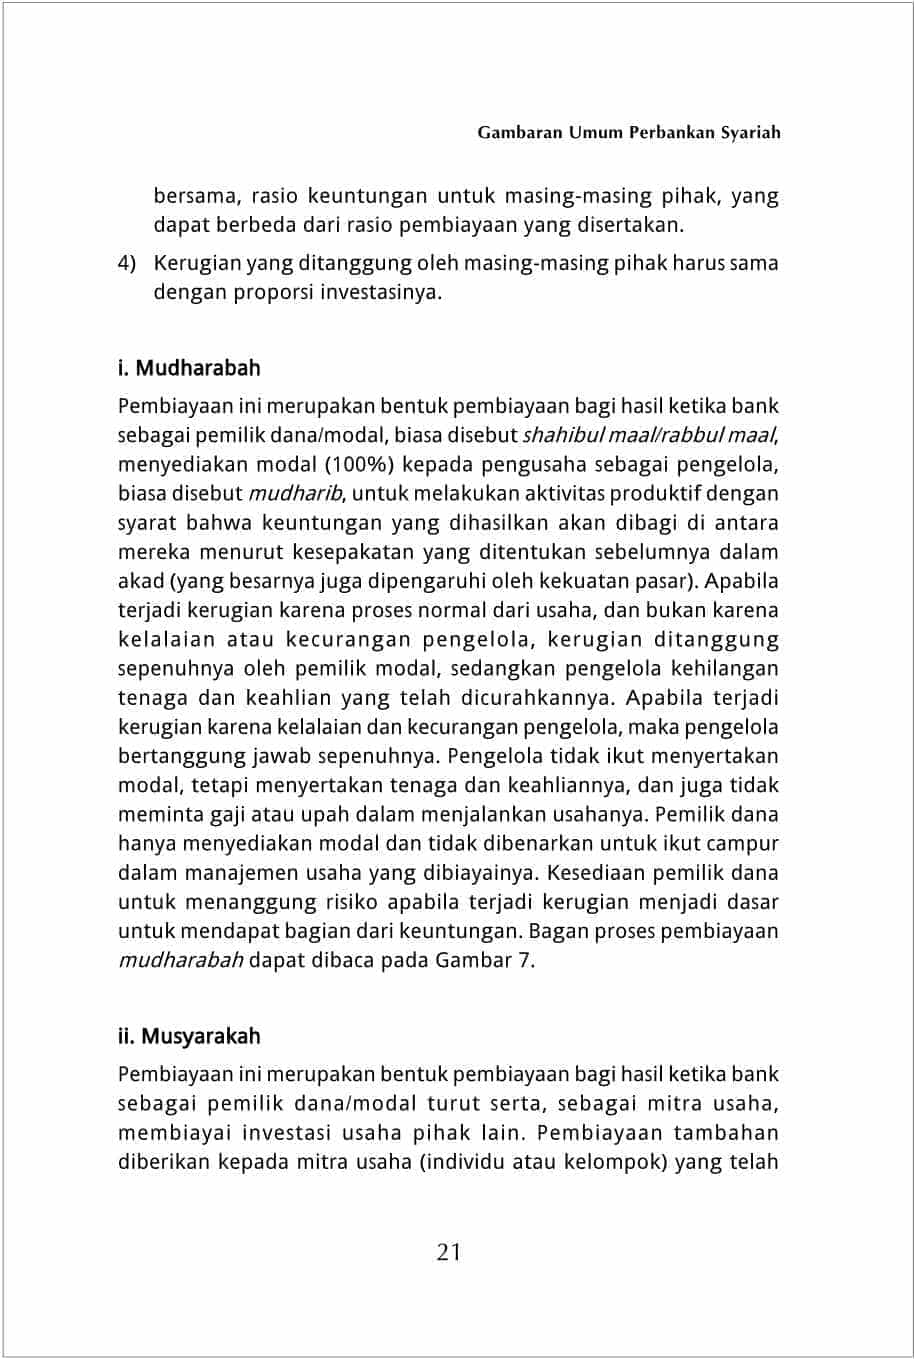 Gambaran Umum Perbankan Syariah
bersama, rasio keuntungan untuk masing-masing pihak, yang
dapat berbeda dari rasio pembiayaan yang disertakan.
4) Kerugian yang ditanggung oleh masing-masing pihak harus sama
dengan proporsi investasinya.
i. Mudharabah
Pembiayaan ini merupakan bentuk pembiayaan bagi hasil ketika bank
sebagai pemilik dana/modal, biasa disebut shahibul maal/rabbul maal,
menyediakan modal (100%) kepada pengusaha sebagai pengelola,
biasa disebut mudharib, untuk melakukan aktivitas produktif dengan
syarat bahwa keuntungan yang dihasilkan akan dibagi di antara
mereka menurut kesepakatan yang ditentukan sebelumnya dalam
akad (yang besarnya juga dipengaruhi oleh kekuatan pasar). Apabila
terjadi kerugian karena proses normal dari usaha, dan bukan karena
kelalaian atau kecurangan pengelola, kerugian ditanggung
sepenuhnya oleh pemilik modal, sedangkan pengelola kehilangan
tenaga dan keahlian yang telah dicurahkannya. Apabila terjadi
kerugian karena kelalaian dan kecurangan pengelola, maka pengelola
bertanggung jawab sepenuhnya. Pengelola tidak ikut menyertakan
modal, tetapi menyertakan tenaga dan keahliannya, dan juga tidak
meminta gaji atau upah dalam menjalankan usahanya. Pemilik dana
hanya menyediakan modal dan tidak dibenarkan untuk ikut campur
dalam manajemen usaha yang dibiayainya. Kesediaan pemilik dana
untuk menanggung risiko apabila terjadi kerugian menjadi dasar
untuk mendapat bagian dari keuntungan. Bagan proses pembiayaan
mudharabah dapat dibaca pada Gambar 7.
ii. Musyarakah
Pembiayaan ini merupakan bentuk pembiayaan bagi hasil ketika bank
sebagai pemilik dana/modal turut serta, sebagai mitra usaha,
membiayai investasi usaha pihak lain. Pembiayaan tambahan
diberikan kepada mitra usaha (individu atau kelompok) yang telah
21